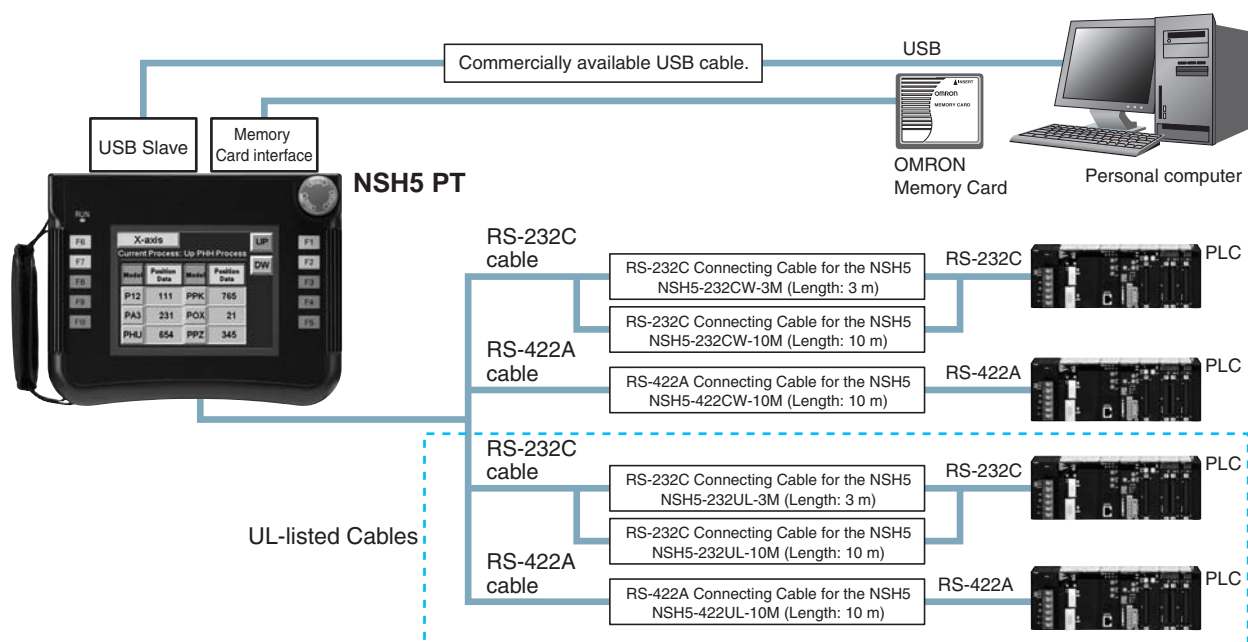 Commercially available USB cable.
USB
INSERT
OMRON
MEMORY CARD
USB Slave
Memory
Card interface
OMRON
Memory Card
Personal computer
NSH5 PT
RUN
F6
F7
F8
F9
F10
X-axis
UP
Current Process: Up PHH Process
DW
Model
Position
Data
Model
Position
Data
P12 111 PPK 765
PA3 231 POX 21
PHU 654 PPZ 345
F1
F2
F3
F4
F5
RS-232C
cable
RS-232C Connecting Cable for the NSH5
NSH5-232CW-3M (Length: 3 m)
RS-232C
PLC
RS-232C Connecting Cable for the NSH5
NSH5-232CW-10M (Length: 10 m)
RS-422A
cable
RS-422A Connecting Cable for the NSH5
NSH5-422CW-10M (Length: 10 m)
RS-422A
PLC
UL-listed Cables
RS-232C
cable
RS-232C Connecting Cable for the NSH5
NSH5-232UL-3M (Length: 3 m)
RS-232C
PLC
RS-232C Connecting Cable for the NSH5
NSH5-232UL-10M (Length: 10 m)
RS-422A
cable
RS-422A Connecting Cable for the NSH5
NSH5-422UL-10M (Length: 10 m)
RS-422A
PLC